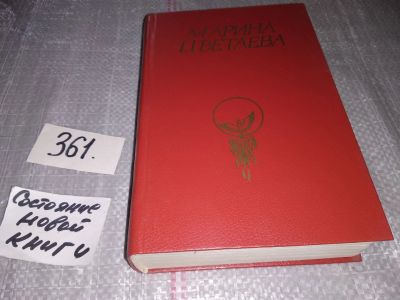 МАРИНА
ЦВЕТАЕВА
361.
Состояние
новой
книги